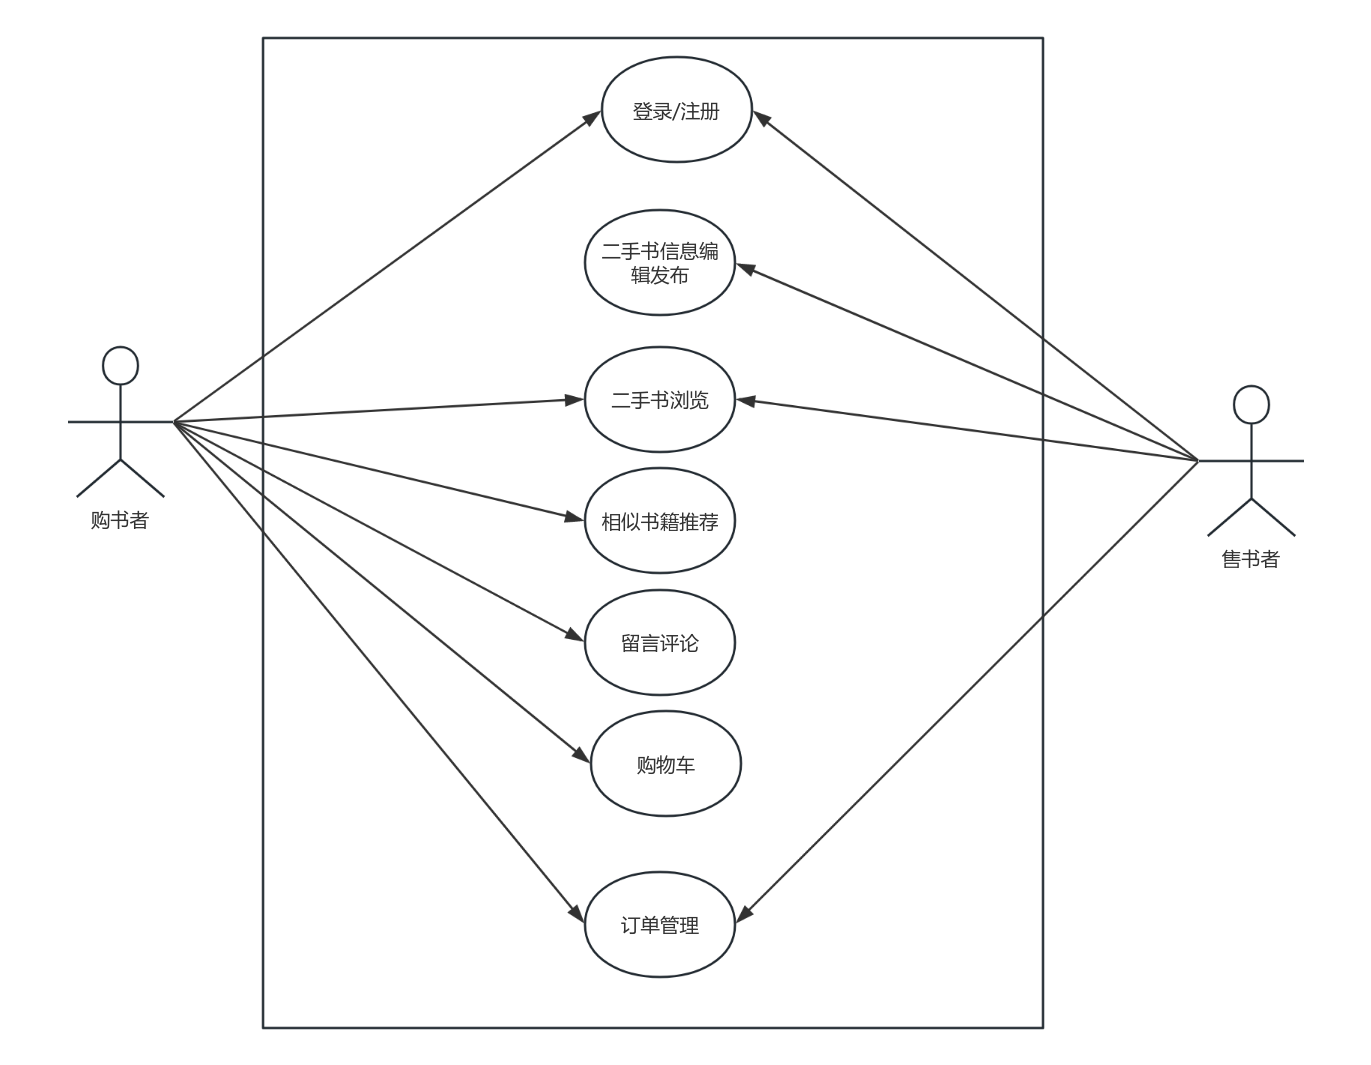 登录/注册
二手书信息编
辑发布
二手书浏览
相似书籍推荐
留言评论
购物车
订单管理
购书者
售书者